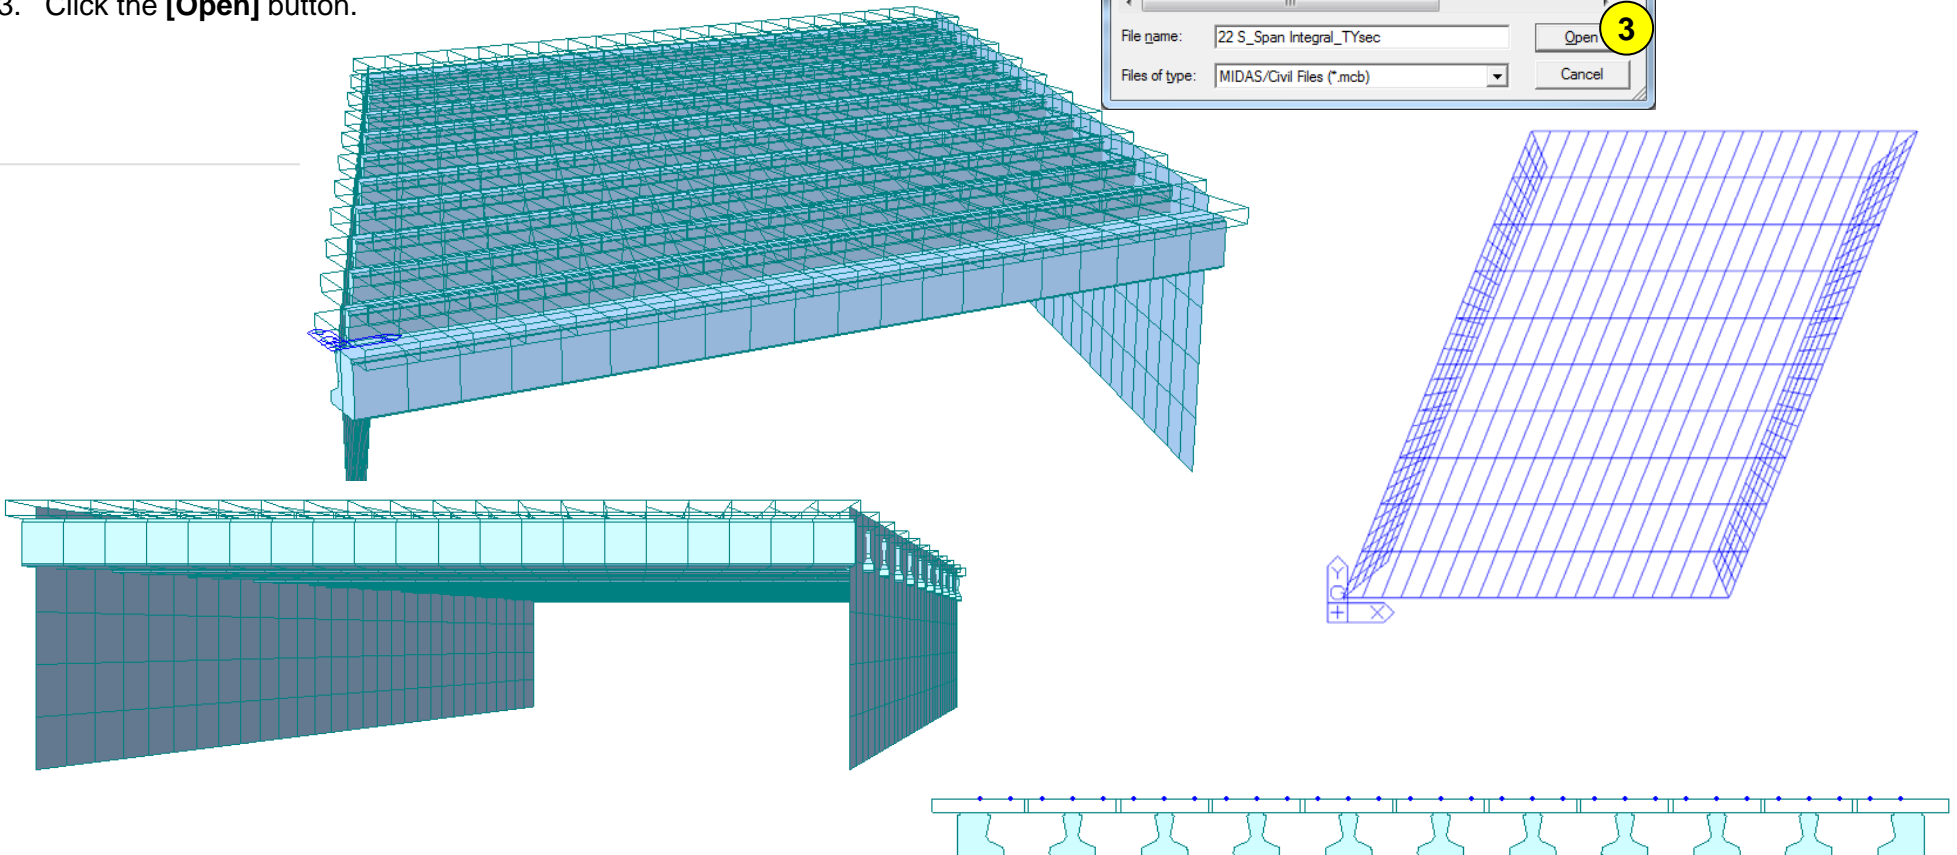 3. Click the [Open] button.
File name: 22 S_Span Integral_TYsec Open 3
Files of type: MIDAS/Civil Files (*.mcb) Cancel
Y
X